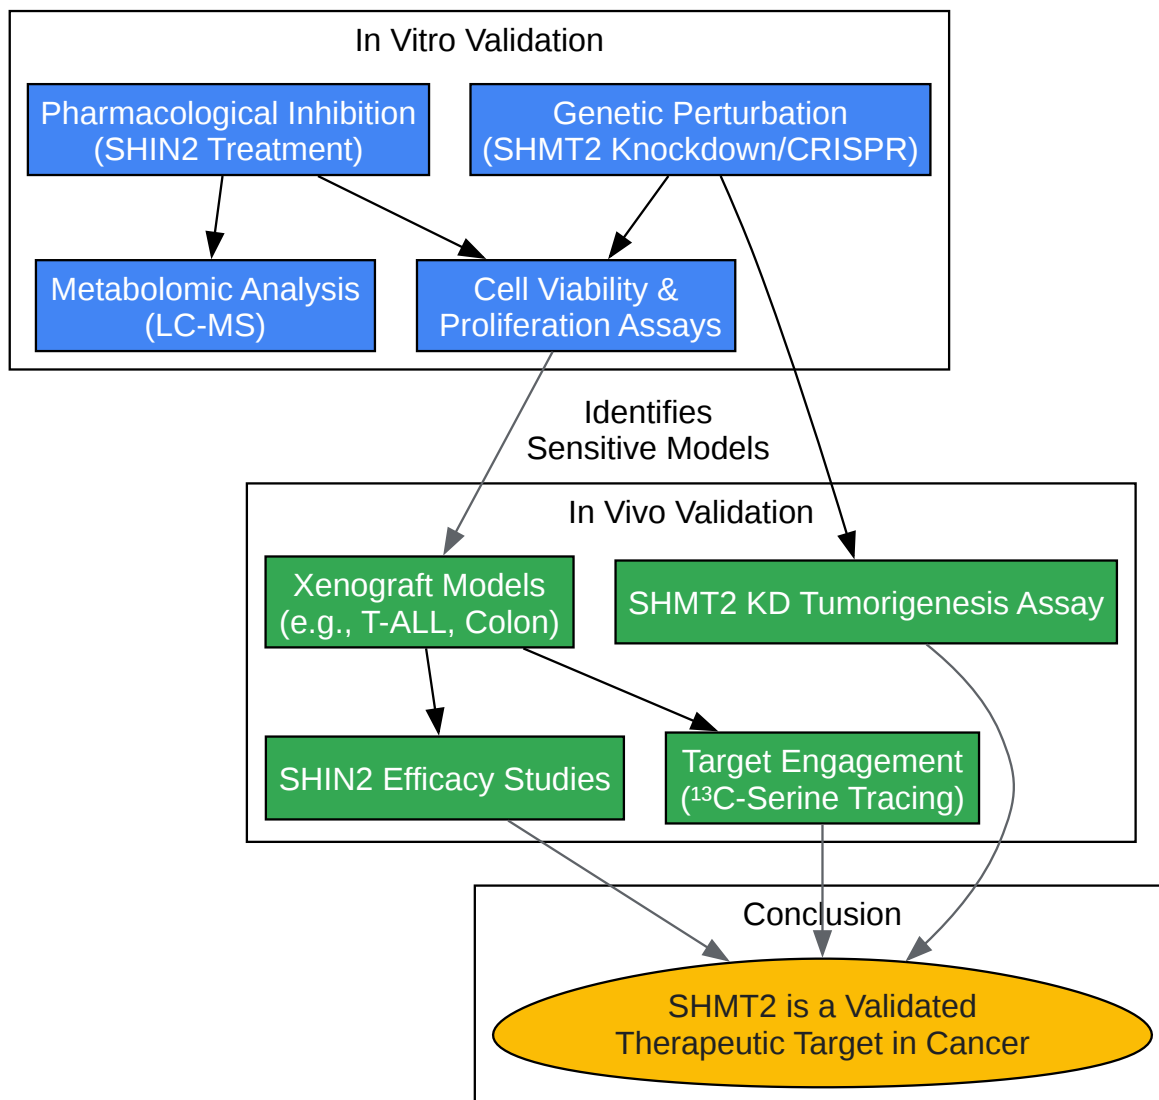 In Vitro Validation
Pharmacological Inhibition
(SHIN2 Treatment)
Genetic Perturbation
(SHMT2 Knockdown/CRISPR)
Metabolomic Analysis
(LC-MS)
Cell Viability &
Proliferation Assays
Identifies
Sensitive Models
In Vivo Validation
Xenograft Models
(e.g., T-ALL, Colon)
SHMT2 KD Tumorigenesis Assay
SHIN2 Efficacy Studies
Target Engagement
(¹³C-Serine Tracing)
Conclusion
SHMT2 is a Validated
Therapeutic Target in Cancer